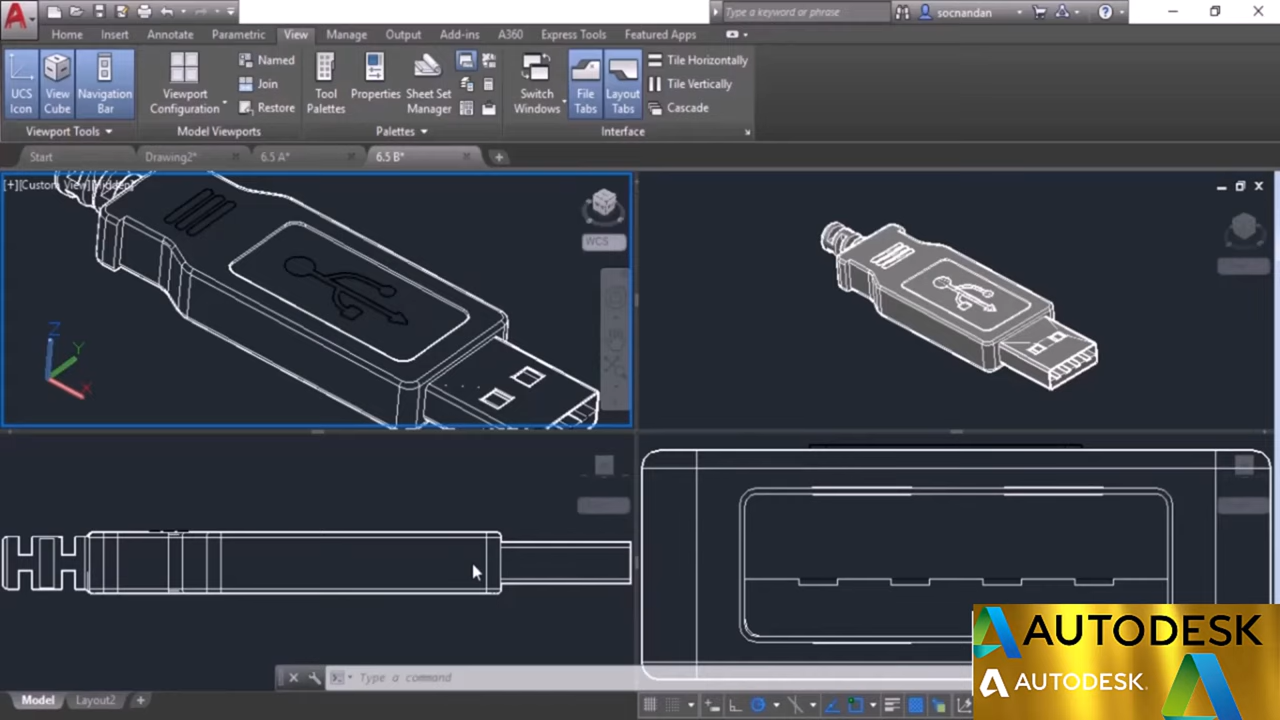 Type a keyword or phrase
socnandan
Home Insert Annotate Parametric View Manage Output Add-ins A360 Express Tools Featured Apps
UCS Icon
View Cube
Navigation Bar
Viewport Configuration
Named
Join
Restore
Tool Palettes
Properties
Sheet Set Manager
Switch Windows
File Tabs
Layout Tabs
Tile Horizontally
Tile Vertically
Cascade
Viewport Tools
Model Viewports
Palettes
Interface
Start Drawing2* 6.5 A* 6.5 B*
[+][Custom View][Hidden]
WCS
Z
Y
X
Type a command
Model Layout2
AUTODESK
AUTODESK.